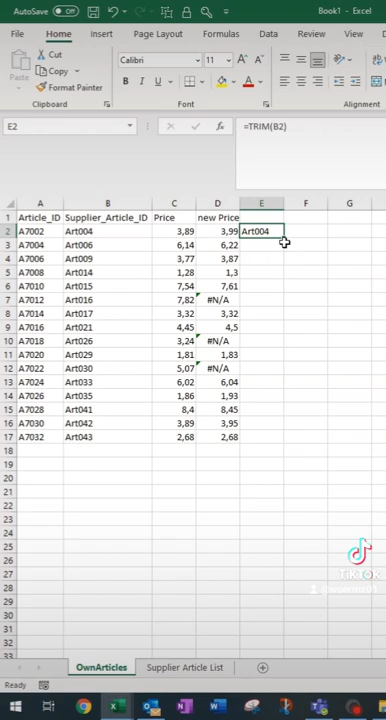 AutoSave Off Book1 - Excel
File Home Insert Page Layout Formulas Data Review View
Paste Cut
Copy
Format Painter
Calibri 11 A A
B I U A
Clipboard Font Alignment
E2 fx =TRIM(B2)
A B C D E F G
1 Article_ID Supplier_Article_ID Price new Price
2 A7002 Art004 3,89 3,99 Art004
3 A7004 Art006 6,14 6,22
4 A7006 Art009 3,77 3,87
5 A7008 Art014 1,28 1,3
6 A7010 Art015 7,54 7,61
7 A7012 Art016 7,82 #N/A
8 A7014 Art017 3,32 3,32
9 A7016 Art021 4,45 4,5
10 A7018 Art026 3,24 #N/A
11 A7020 Art029 1,81 1,83
12 A7022 Art030 5,07 #N/A
13 A7024 Art033 6,02 6,04
14 A7026 Art035 1,86 1,93
15 A7028 Art041 8,4 8,45
16 A7030 Art042 3,89 3,95
17 A7032 Art043 2,68 2,68
18
19
20
21
22
23
24
25
26
27
28
29
30
31
32
33
TikTok
OwnArticles Supplier Article List
Ready